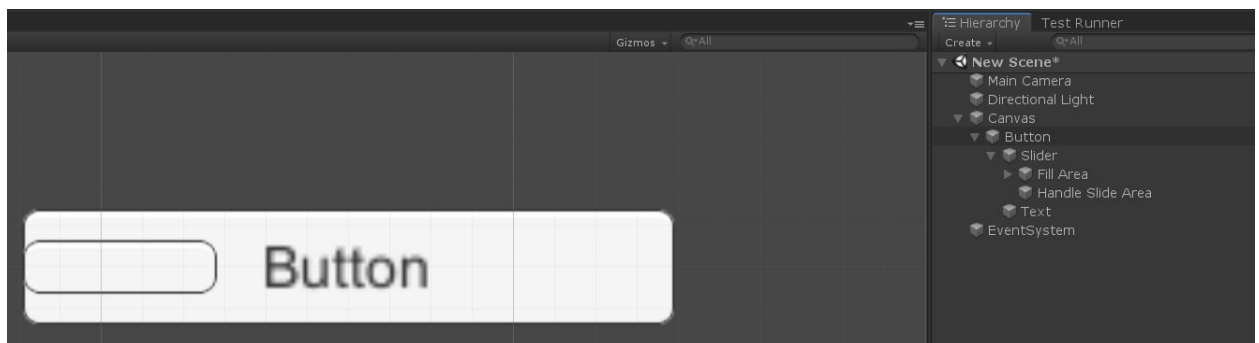 Hierarchy Test Runner
Gizmos All Create All
New Scene*
Main Camera
Directional Light
Canvas
Button
Slider
Fill Area
Handle Slide Area
Text
EventSystem
Button